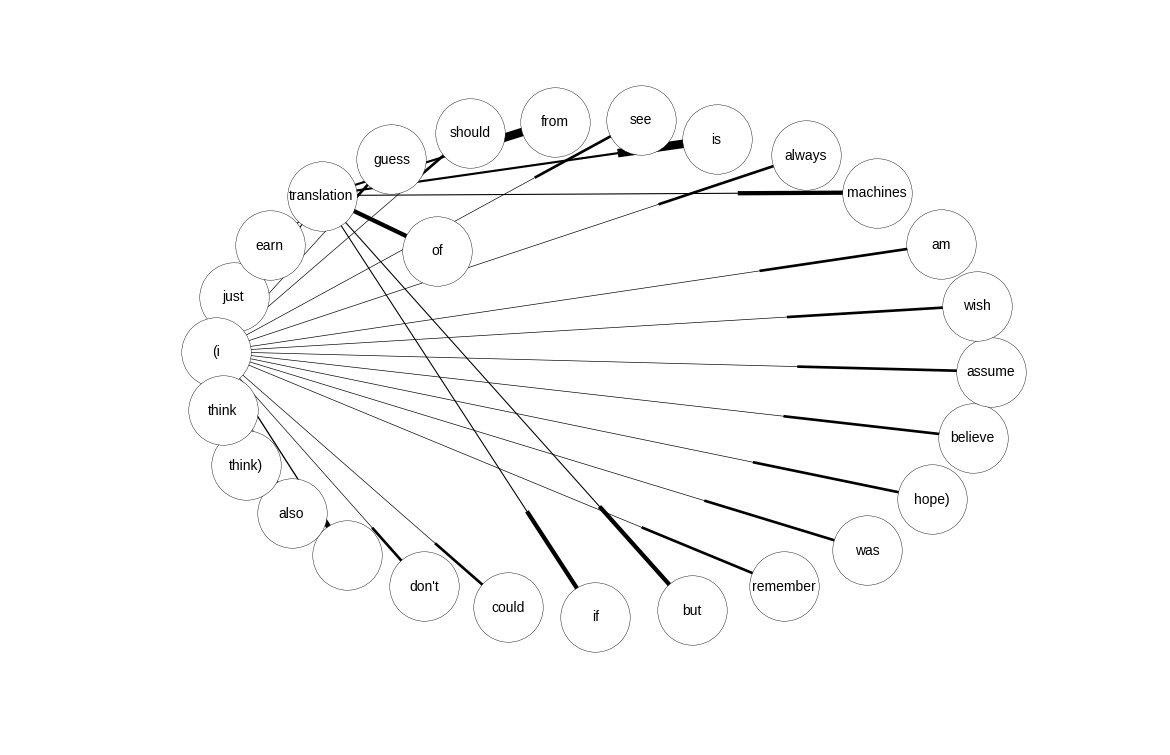 see
from
should
is
always
guess
machines
translation
am
earn
of
just
wish
(i
assume
think
believe
think)
hope)
also
was
don't
remember
could
but
if